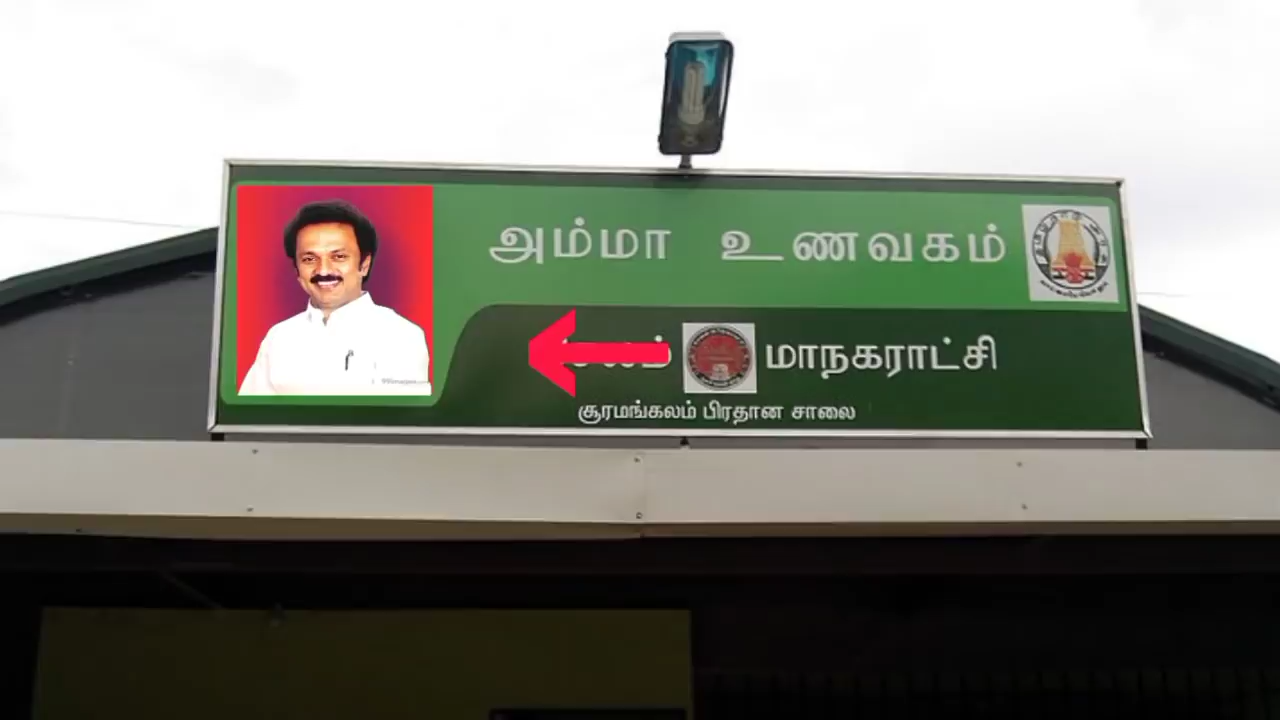 அம்மா உணவகம்
மாநகராட்சி
சூரமங்கலம் பிரதான சாலை